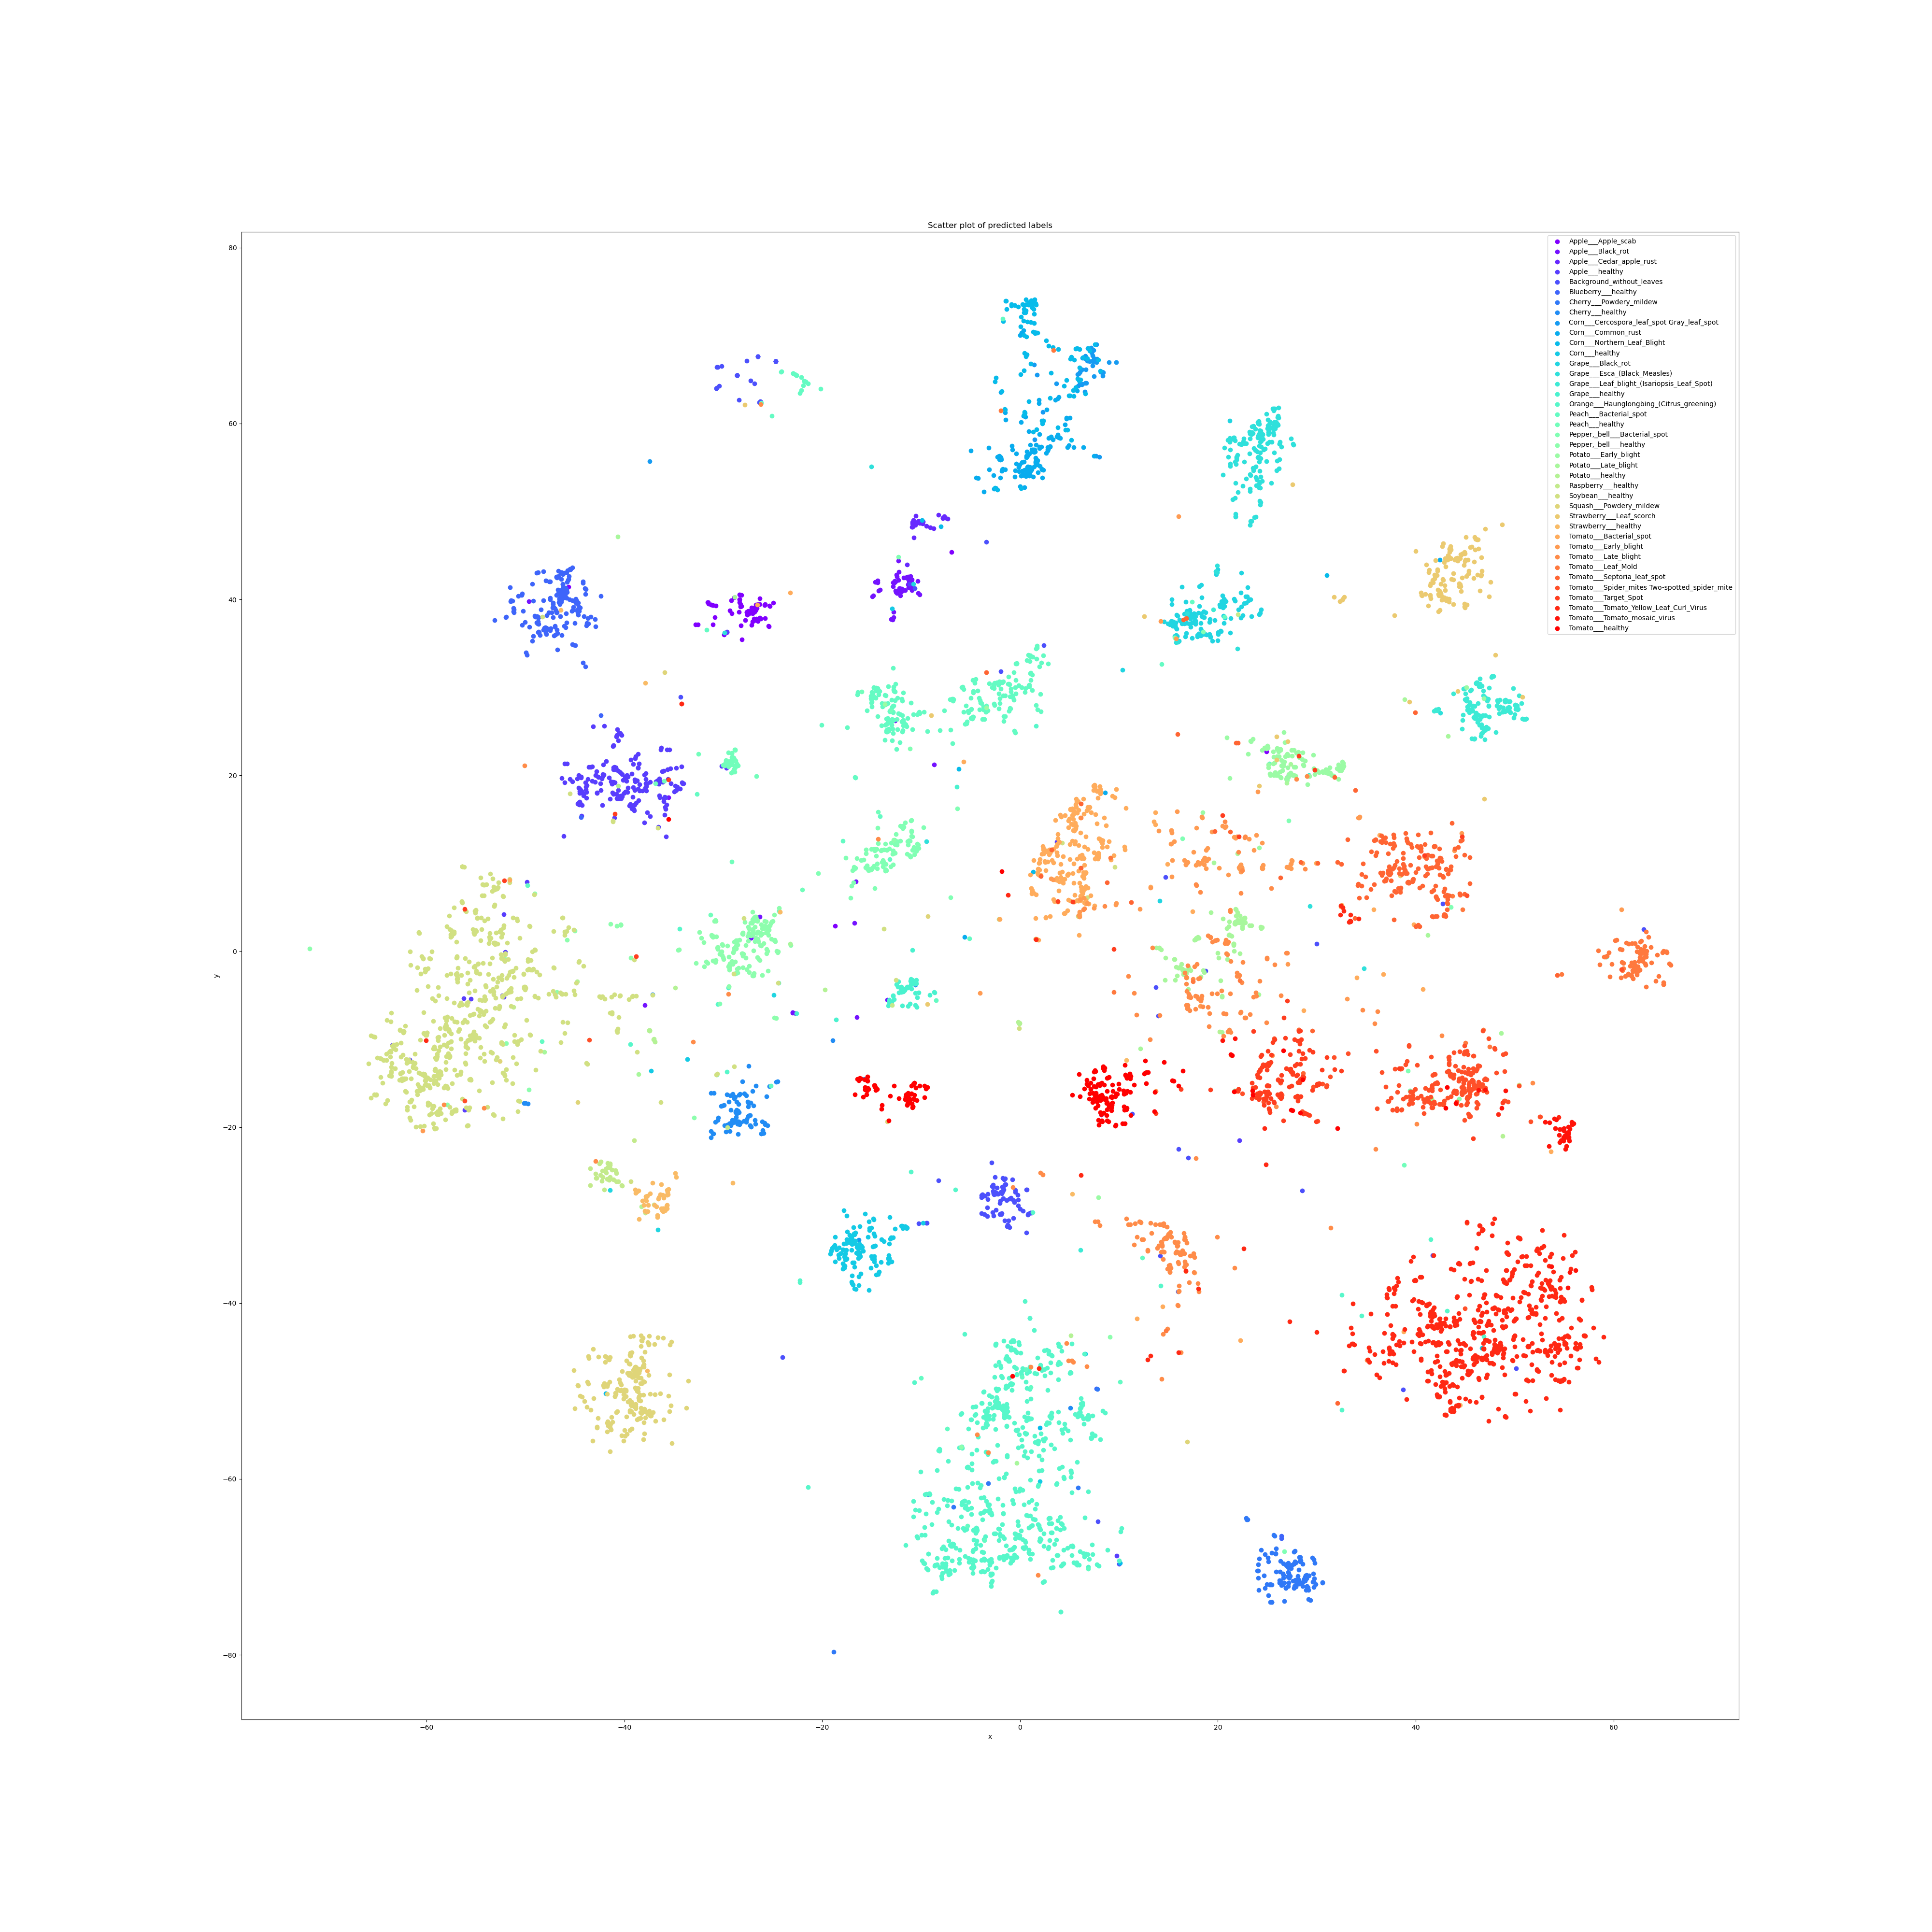 Scatter plot of predicted labels
80
60
40
20
0
−20
−40
−60
−80
y
−60
−40
−20
0
20
40
60
x
Apple___Apple_scab
Apple___Black_rot
Apple___Cedar_apple_rust
Apple___healthy
Background_without_leaves
Blueberry___healthy
Cherry___Powdery_mildew
Cherry___healthy
Corn___Cercospora_leaf_spot Gray_leaf_spot
Corn___Common_rust
Corn___Northern_Leaf_Blight
Corn___healthy
Grape___Black_rot
Grape___Esca_(Black_Measles)
Grape___Leaf_blight_(Isariopsis_Leaf_Spot)
Grape___healthy
Orange___Haunglongbing_(Citrus_greening)
Peach___Bacterial_spot
Peach___healthy
Pepper,_bell___Bacterial_spot
Pepper,_bell___healthy
Potato___Early_blight
Potato___Late_blight
Potato___healthy
Raspberry___healthy
Soybean___healthy
Squash___Powdery_mildew
Strawberry___Leaf_scorch
Strawberry___healthy
Tomato___Bacterial_spot
Tomato___Early_blight
Tomato___Late_blight
Tomato___Leaf_Mold
Tomato___Septoria_leaf_spot
Tomato___Spider_mites Two-spotted_spider_mite
Tomato___Target_Spot
Tomato___Tomato_Yellow_Leaf_Curl_Virus
Tomato___Tomato_mosaic_virus
Tomato___healthy